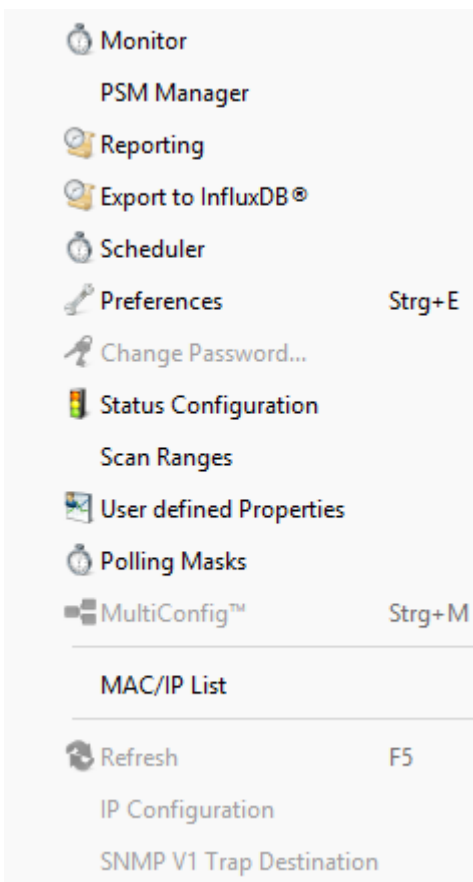 Monitor
PSM Manager
Reporting
Export to InfluxDB®
Scheduler
Preferences Strg+E
Change Password...
Status Configuration
Scan Ranges
User defined Properties
Polling Masks
MultiConfig™ Strg+M
MAC/IP List
Refresh F5
IP Configuration
SNMP V1 Trap Destination